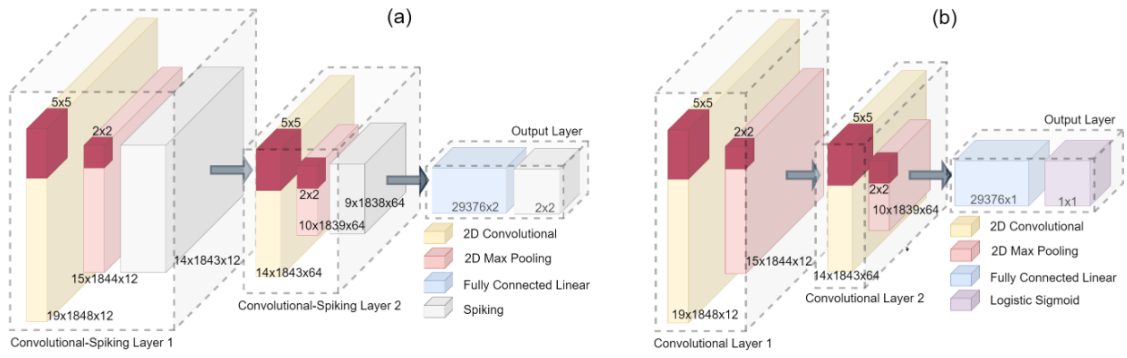 (a)
5x5
2x2
19x1848x12
15x1844x12
14x1843x12
Convolutional-Spiking Layer 1
5x5
2x2
14x1843x64
10x1839x64
9x1838x64
Convolutional-Spiking Layer 2
Output Layer
29376x2
2x2
2D Convolutional
2D Max Pooling
Fully Connected Linear
Spiking
(b)
5x5
2x2
19x1848x12
15x1844x12
Convolutional Layer 1
5x5
2x2
14x1843x64
10x1839x64
Convolutional Layer 2
Output Layer
29376x1
1x1
2D Convolutional
2D Max Pooling
Fully Connected Linear
Logistic Sigmoid